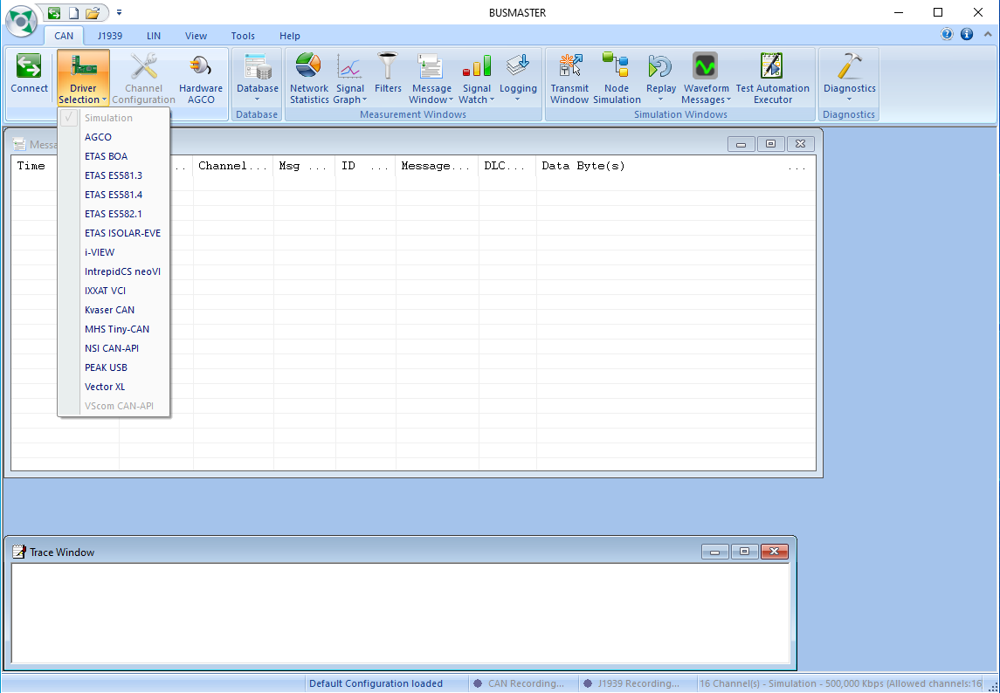 BUSMASTER
CAN J1939 LIN View Tools Help
Connect
Driver Selection
Channel Configuration
Hardware AGCO
Database
Network Statistics
Signal Graph
Filters
Message Window
Signal Watch
Logging
Transmit Window
Node Simulation
Replay
Waveform Messages
Test Automation Executor
Diagnostics
Database
Measurement Windows
Simulation Windows
Diagnostics
Simulation
AGCO
ETAS BOA
ETAS ES581.3
ETAS ES581.4
ETAS ES582.1
ETAS ISOLAR-EVE
i-VIEW
IntrepidCS neoVI
IXXAT VCI
Kvaser CAN
MHS Tiny-CAN
NSI CAN-API
PEAK USB
Vector XL
VScom CAN-API
Messa
Time ... Channel... Msg ... ID ... Message... DLC... Data Byte(s) ...
Trace Window
Default Configuration loaded CAN Recording... J1939 Recording... 16 Channel(s) - Simulation - 500,000 Kbps (Allowed channels:16